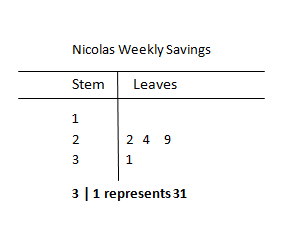 Nicolas Weekly Savings
Stem Leaves
1
2 2 4 9
3 1
3 | 1 represents 31